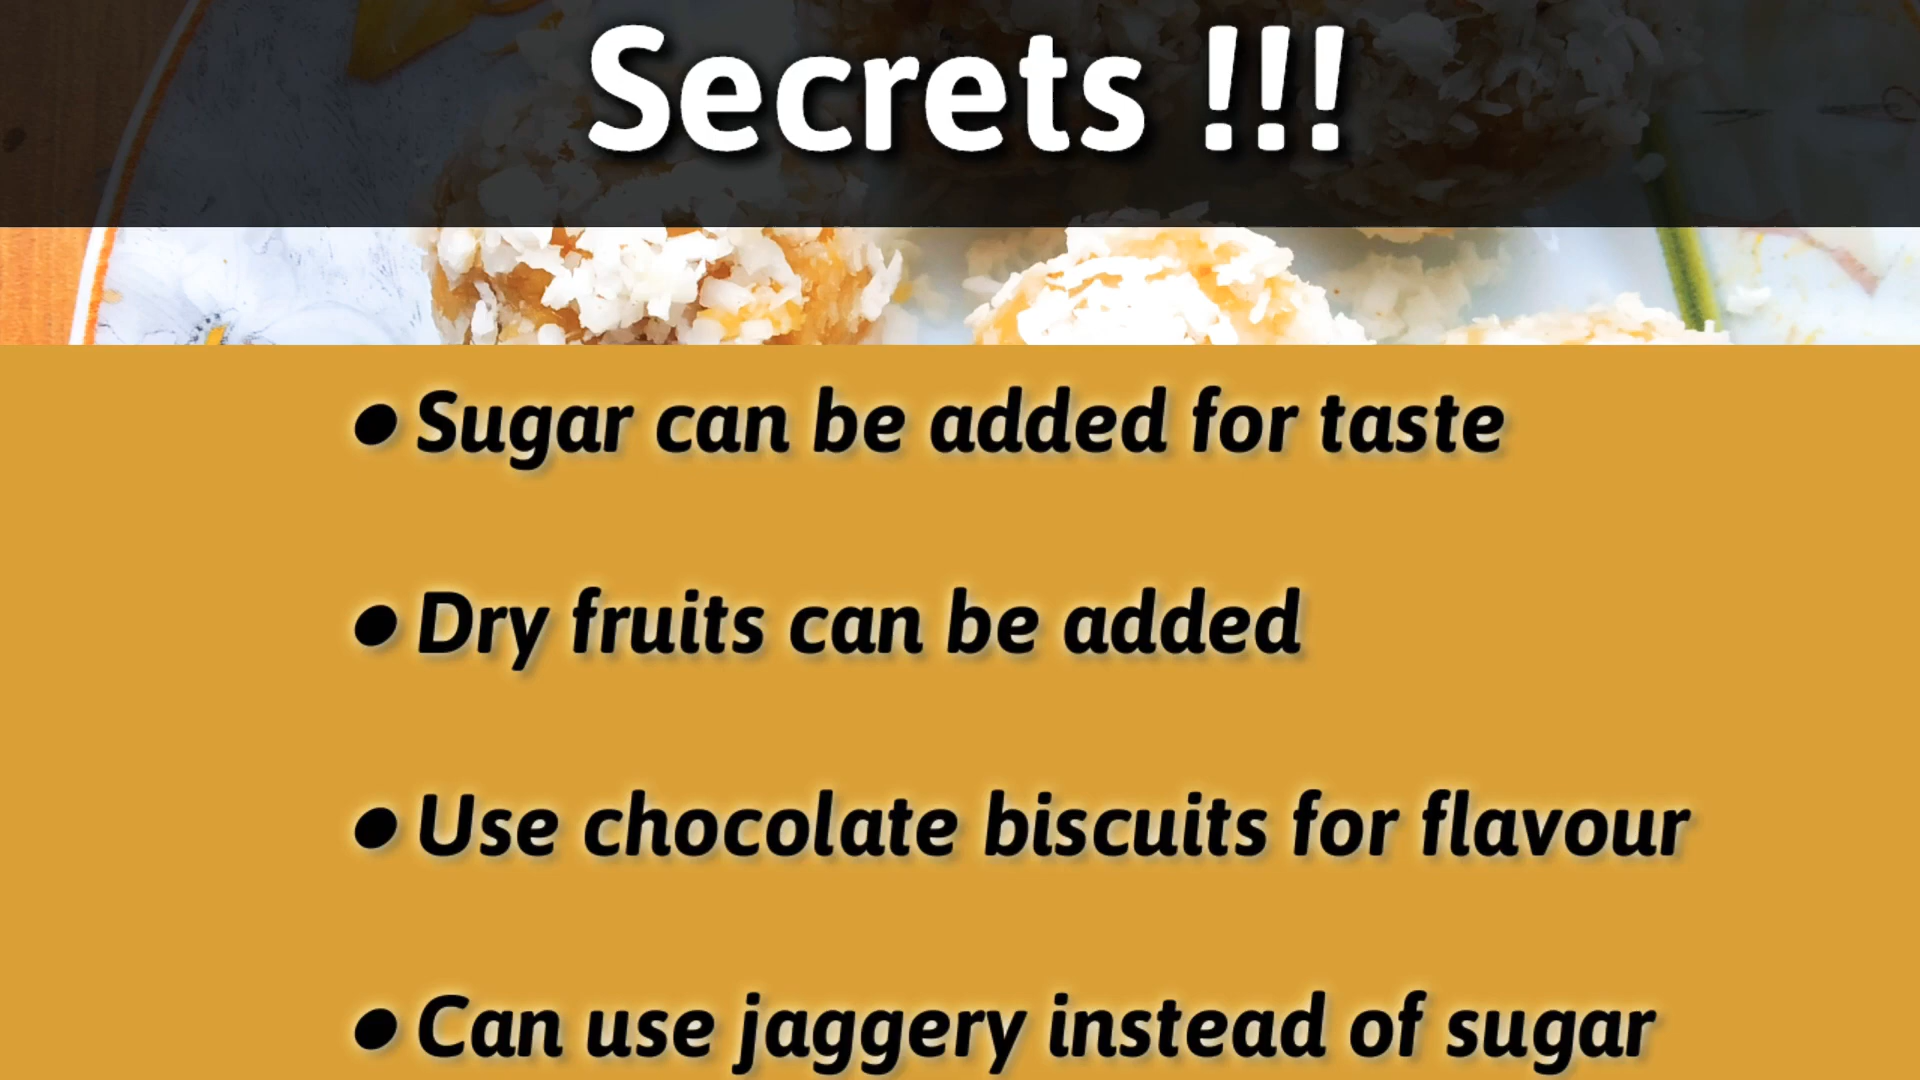 Secrets !!!
● Sugar can be added for taste
● Dry fruits can be added
● Use chocolate biscuits for flavour
● Can use jaggery instead of sugar